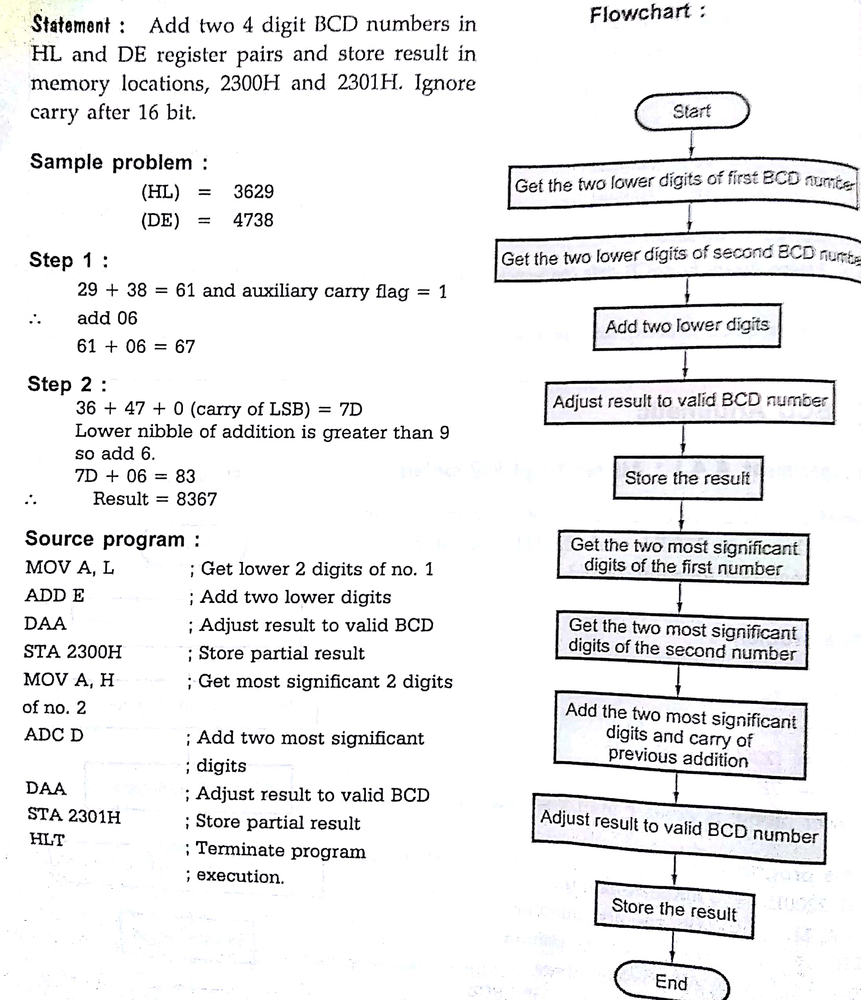 Statement : Add two 4 digit BCD numbers in
HL and DE register pairs and store result in
memory locations, 2300H and 2301H. Ignore
carry after 16 bit.
Sample problem :
(HL) = 3629
(DE) = 4738
Step 1 :
29 + 38 = 61 and auxiliary carry flag = 1
∴ add 06
61 + 06 = 67
Step 2 :
36 + 47 + 0 (carry of LSB) = 7D
Lower nibble of addition is greater than 9
so add 6.
7D + 06 = 83
∴ Result = 8367
Source program :
MOV A, L ; Get lower 2 digits of no. 1
ADD E ; Add two lower digits
DAA ; Adjust result to valid BCD
STA 2300H ; Store partial result
MOV A, H ; Get most significant 2 digits
of no. 2
ADC D ; Add two most significant
; digits
DAA ; Adjust result to valid BCD
STA 2301H ; Store partial result
HLT ; Terminate program
; execution.
Flowchart :
Start
Get the two lower digits of first BCD number
Get the two lower digits of second BCD numbe
Add two lower digits
Adjust result to valid BCD number
Store the result
Get the two most significant
digits of the first number
Get the two most significant
digits of the second number
Add the two most significant
digits and carry of
previous addition
Adjust result to valid BCD number
Store the result
End